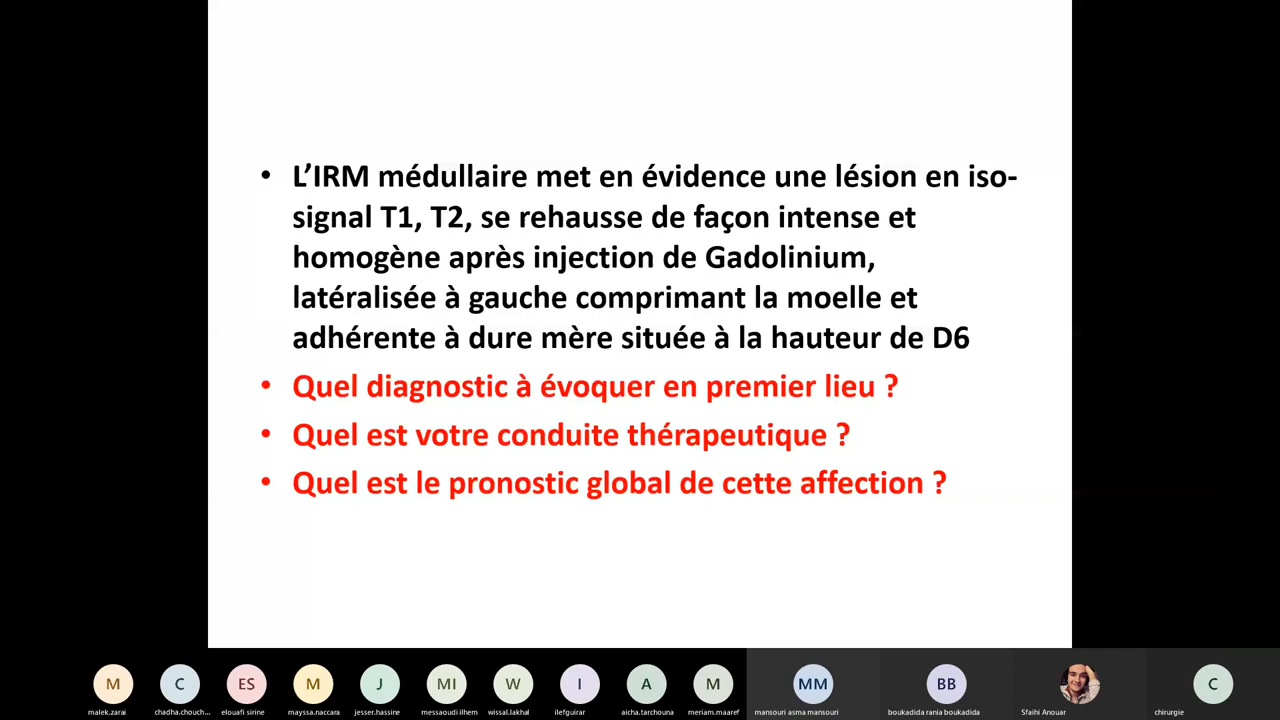 • L’IRM médullaire met en évidence une lésion en iso-
signal T1, T2, se rehausse de façon intense et
homogène après injection de Gadolinium,
latéralisée à gauche comprimant la moelle et
adhérente à dure mère située à la hauteur de D6
• Quel diagnostic à évoquer en premier lieu ?
• Quel est votre conduite thérapeutique ?
• Quel est le pronostic global de cette affection ?
M C ES M J MI W I A M MM BB C
malek.zarai chadha.chouch... elouafi sirine mayssa.naccara jesser.hassine messaoudi ilhem wissal.lakhal ilefguirar aicha.tarchouna meriam.maaref mansouri asma mansouri boukadida rania boukadida Sfaihi Anouar chirurgie